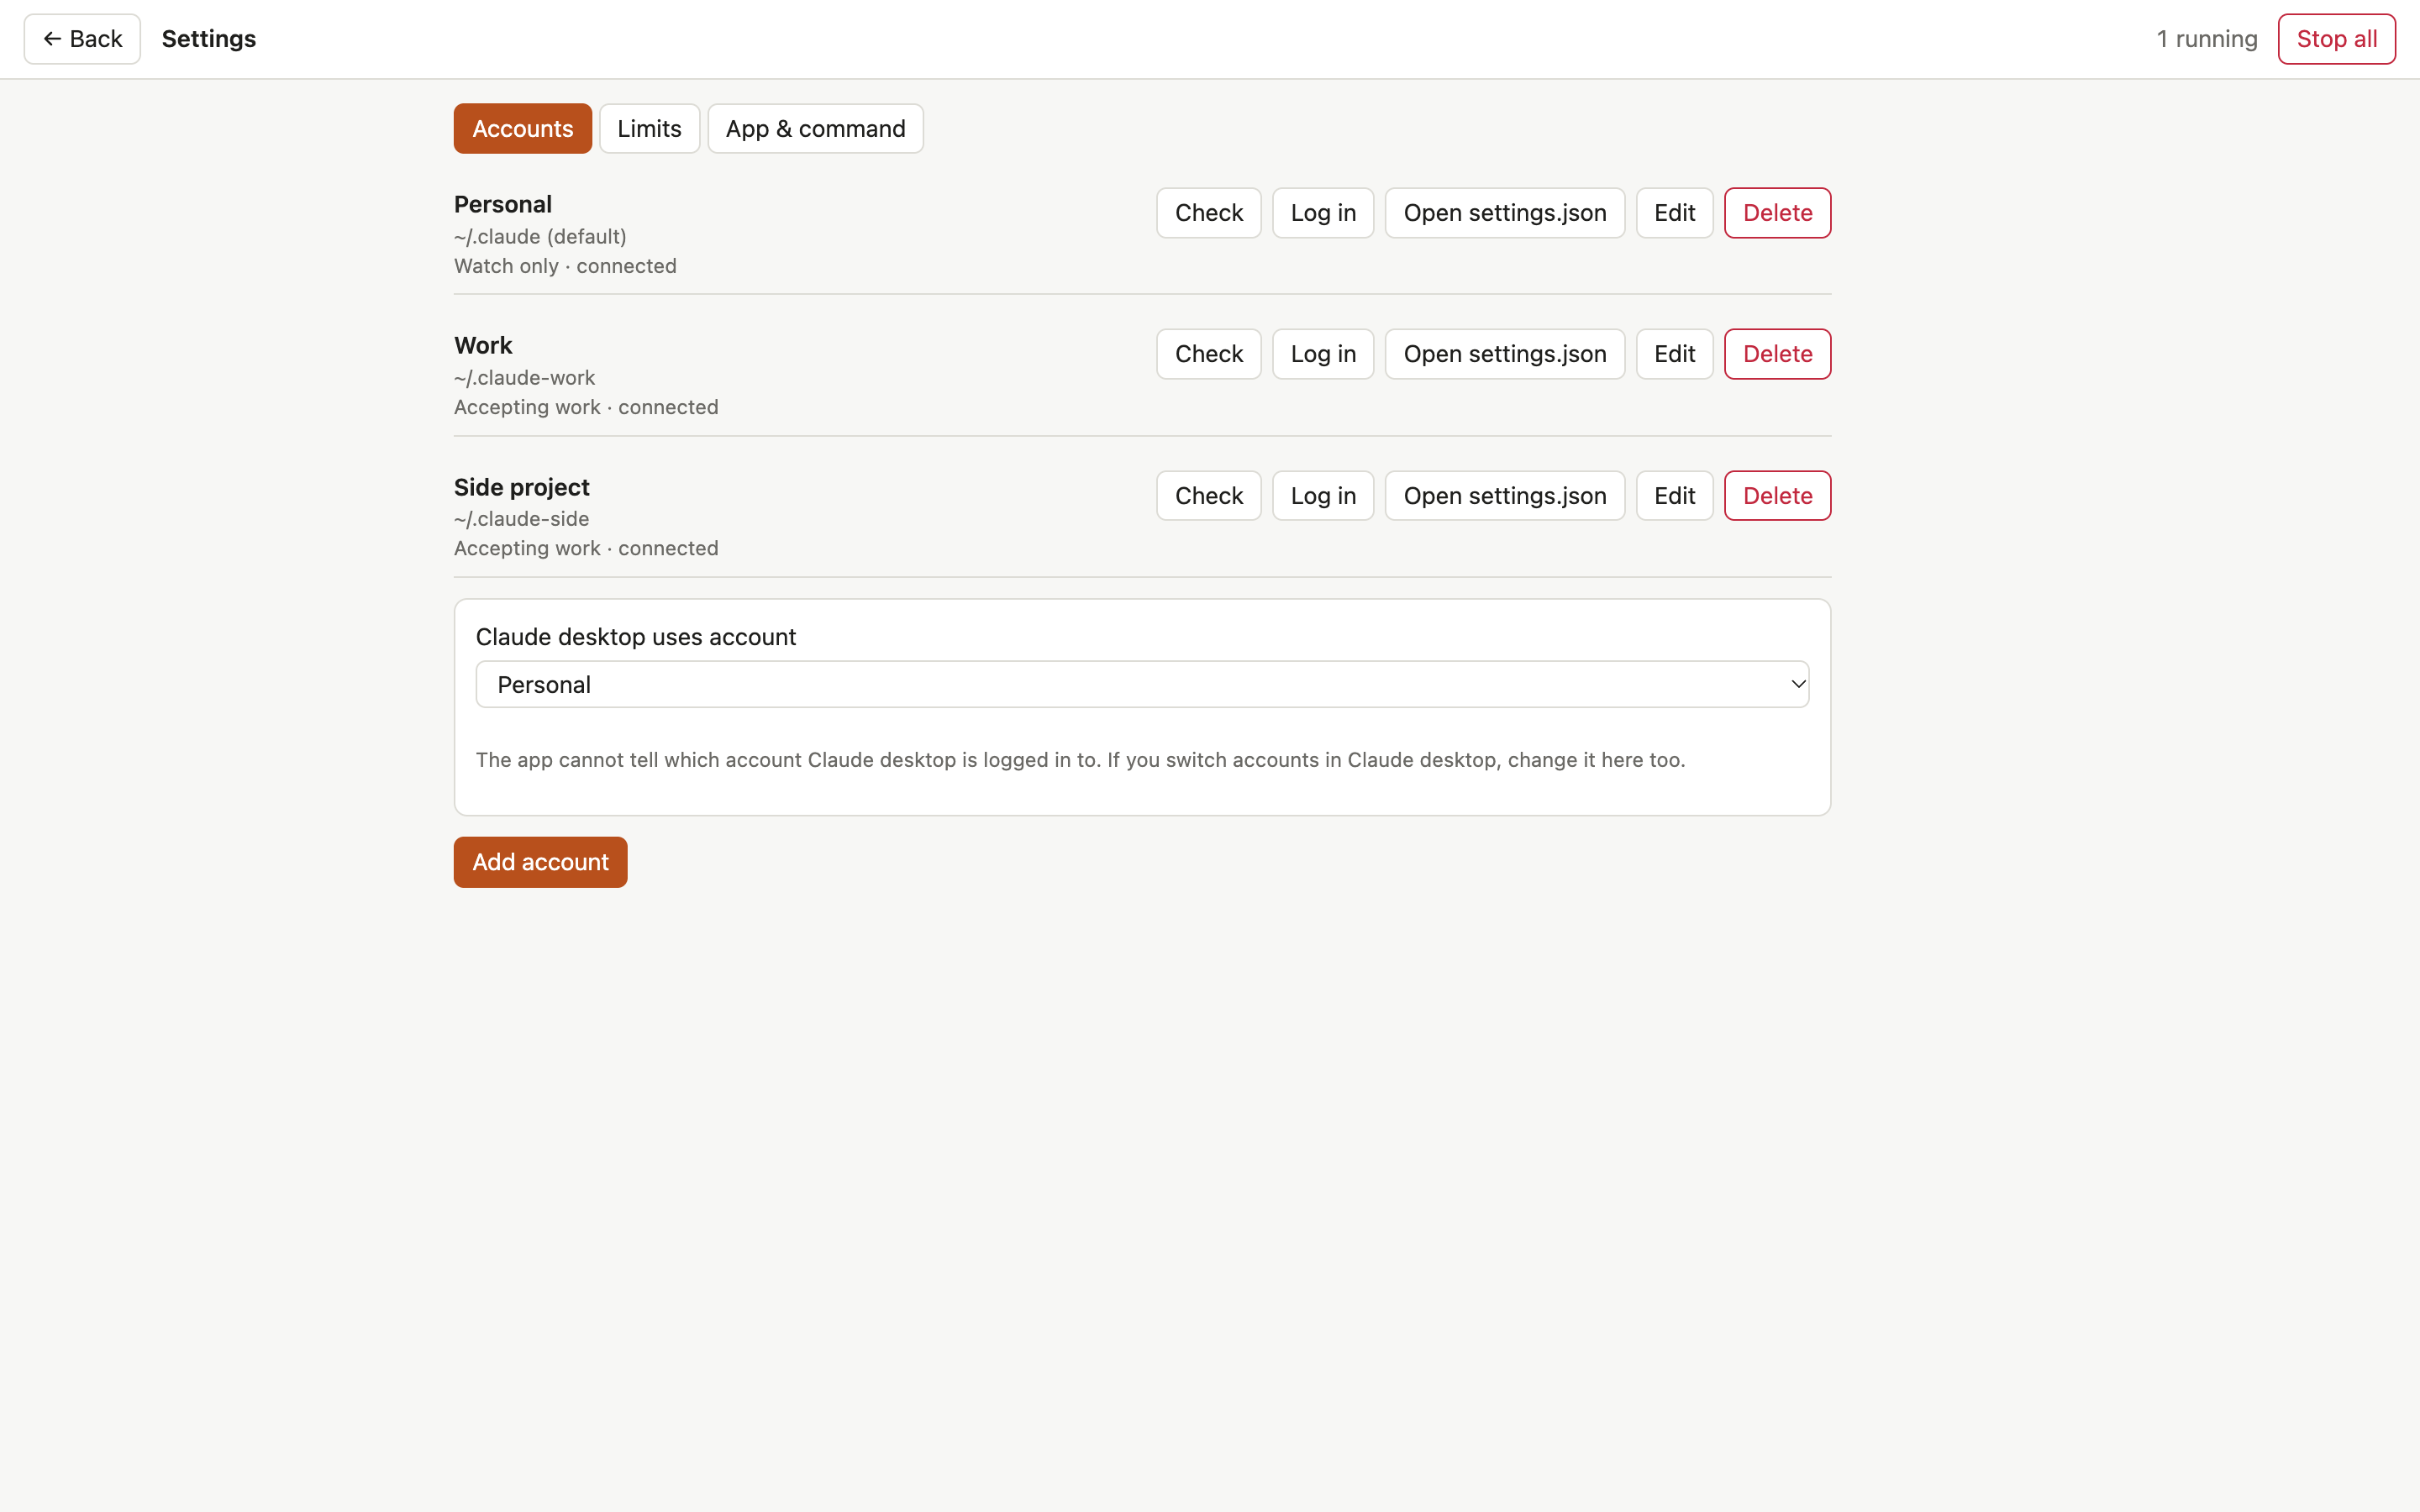 ← Back Settings 1 running Stop all
Accounts Limits App & command
Personal Check Log in Open settings.json Edit Delete
~/.claude (default)
Watch only · connected
Work Check Log in Open settings.json Edit Delete
~/.claude-work
Accepting work · connected
Side project Check Log in Open settings.json Edit Delete
~/.claude-side
Accepting work · connected
Claude desktop uses account
Personal
The app cannot tell which account Claude desktop is logged in to. If you switch accounts in Claude desktop, change it here too.
Add account